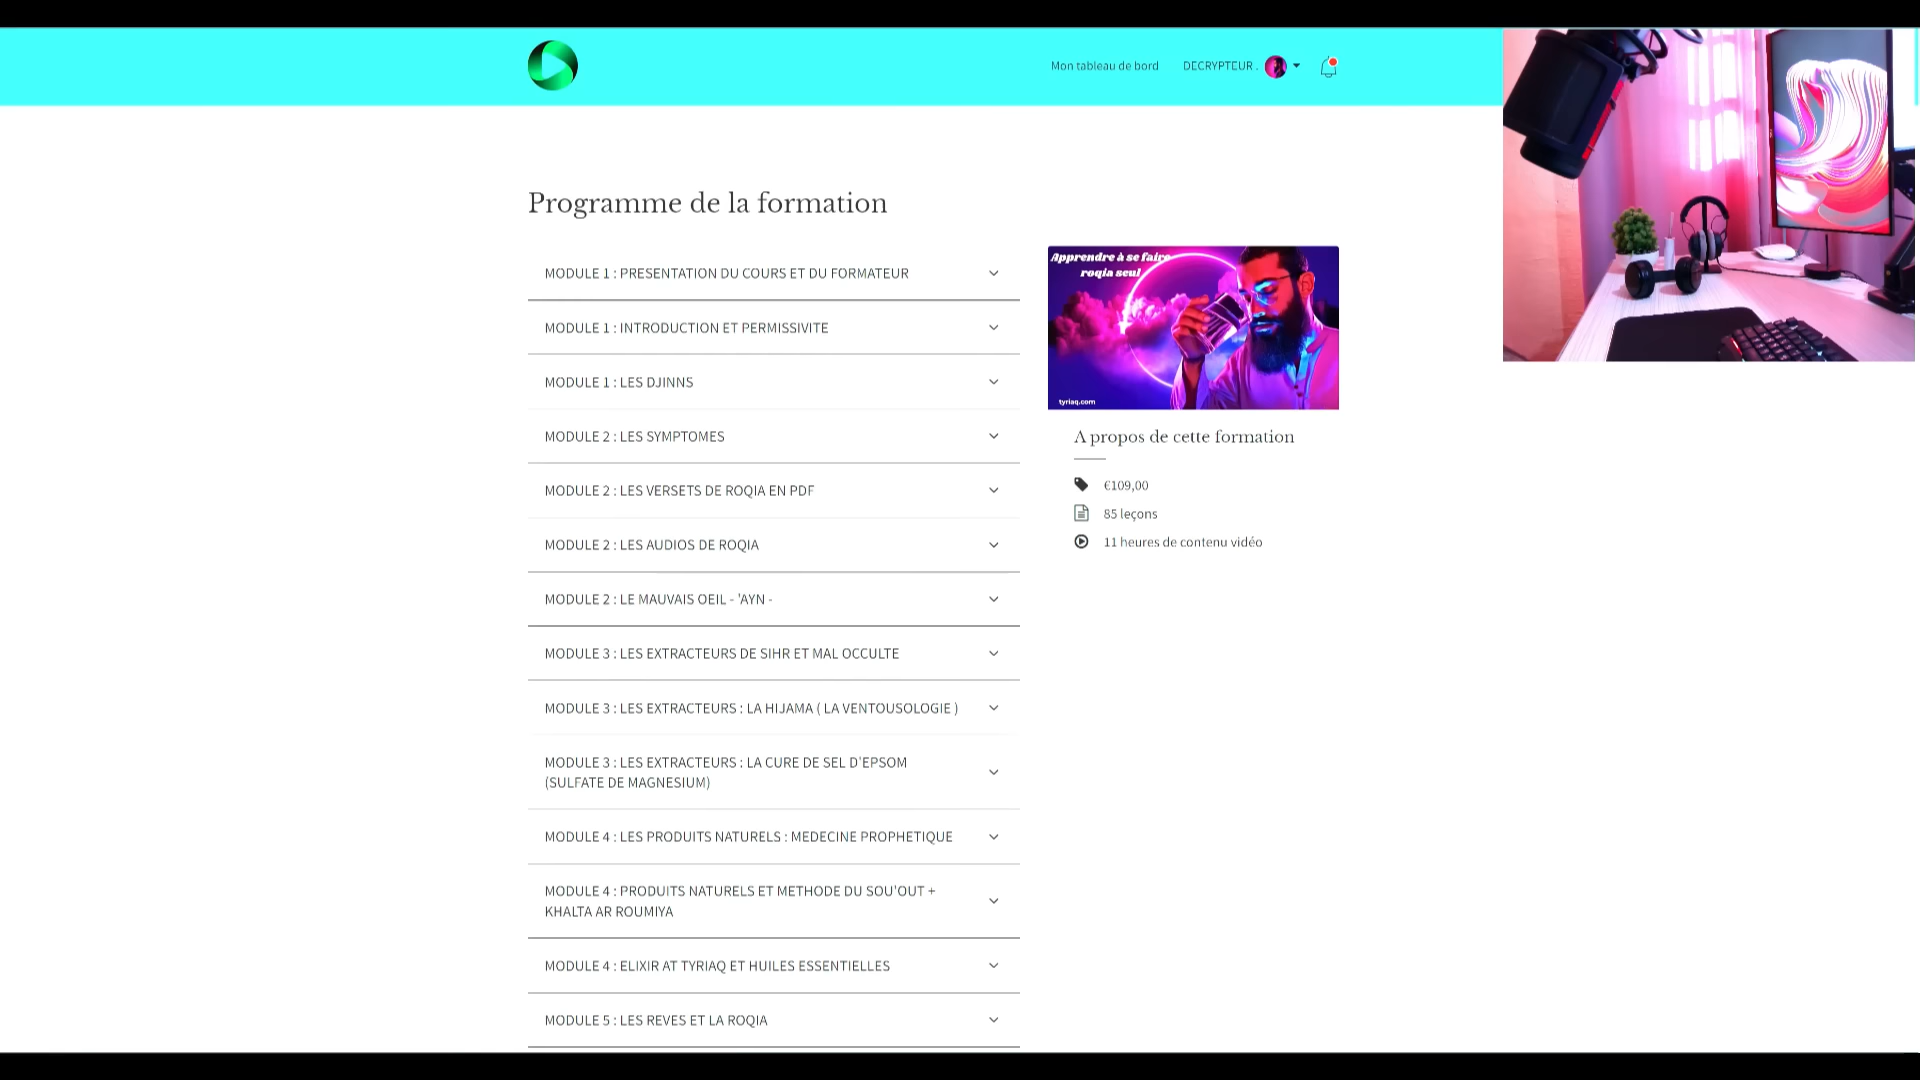 Mon tableau de bord
DECRYPTEUR .
Programme de la formation
MODULE 1 : PRESENTATION DU COURS ET DU FORMATEUR
MODULE 1 : INTRODUCTION ET PERMISSIVITE
MODULE 1 : LES DJINNS
MODULE 2 : LES SYMPTOMES
MODULE 2 : LES VERSETS DE ROQIA EN PDF
MODULE 2 : LES AUDIOS DE ROQIA
MODULE 2 : LE MAUVAIS OEIL - 'AYN -
MODULE 3 : LES EXTRACTEURS DE SIHR ET MAL OCCULTE
MODULE 3 : LES EXTRACTEURS : LA HIJAMA ( LA VENTOUSOLOGIE )
MODULE 3 : LES EXTRACTEURS : LA CURE DE SEL D'EPSOM
(SULFATE DE MAGNESIUM)
MODULE 4 : LES PRODUITS NATURELS : MEDECINE PROPHETIQUE
MODULE 4 : PRODUITS NATURELS ET METHODE DU SOU'OUT +
KHALTA AR ROUMIYA
MODULE 4 : ELIXIR AT TYRIAQ ET HUILES ESSENTIELLES
MODULE 5 : LES REVES ET LA ROQIA
Apprendre à se faire
roqia seul
tyriaq.com
A propos de cette formation
€109,00
85 leçons
11 heures de contenu vidéo